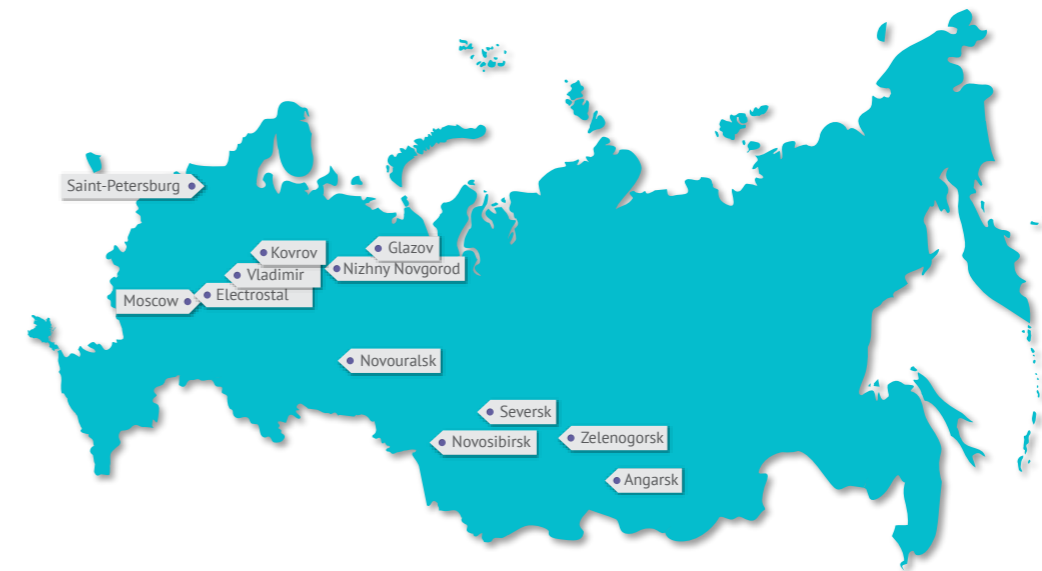 Saint-Petersburg
Kovrov
Glazov
Vladimir
Nizhny Novgorod
Moscow
Electrostal
Novouralsk
Seversk
Novosibirsk
Zelenogorsk
Angarsk